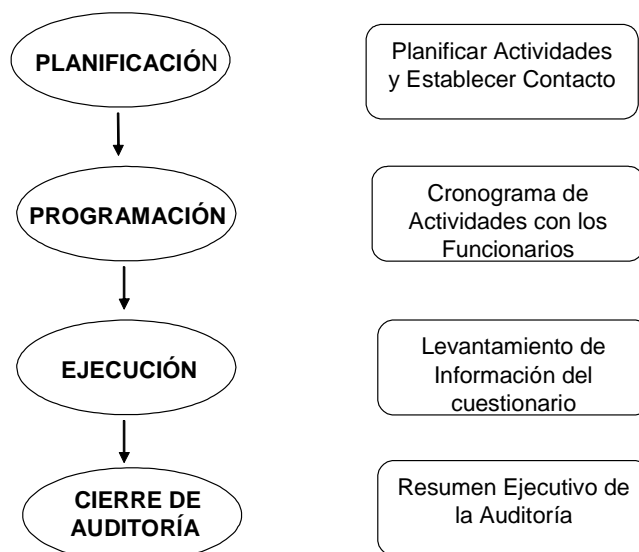 PLANIFICACIÓN
Planificar Actividades
y Establecer Contacto
PROGRAMACIÓN
Cronograma de
Actividades con los
Funcionarios
EJECUCIÓN
Levantamiento de
Información del
cuestionario
CIERRE DE
AUDITORÍA
Resumen Ejecutivo de
la Auditoría